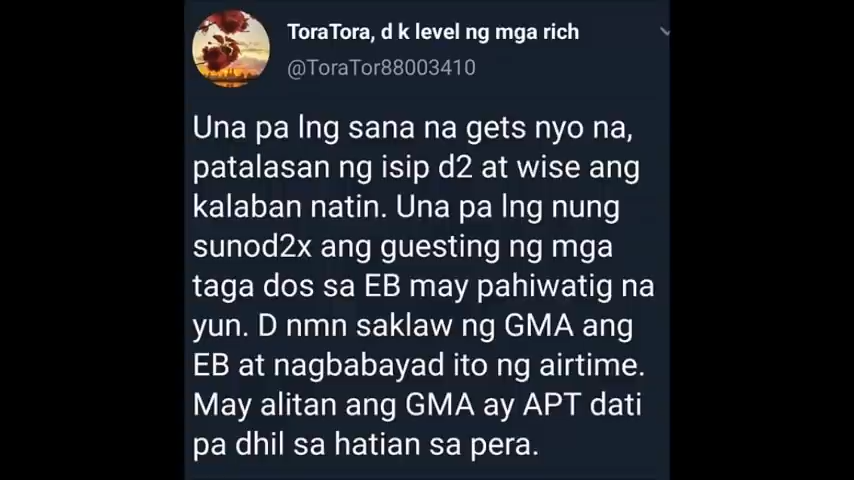 ToraTora, d k level ng mga rich
@ToraTor88003410
Una pa lng sana na gets nyo na,
patalasan ng isip d2 at wise ang
kalaban natin. Una pa lng nung
sunod2x ang guesting ng mga
taga dos sa EB may pahiwatig na
yun. D nmn saklaw ng GMA ang
EB at nagbabayad ito ng airtime.
May alitan ang GMA ay APT dati
pa dhil sa hatian sa pera.